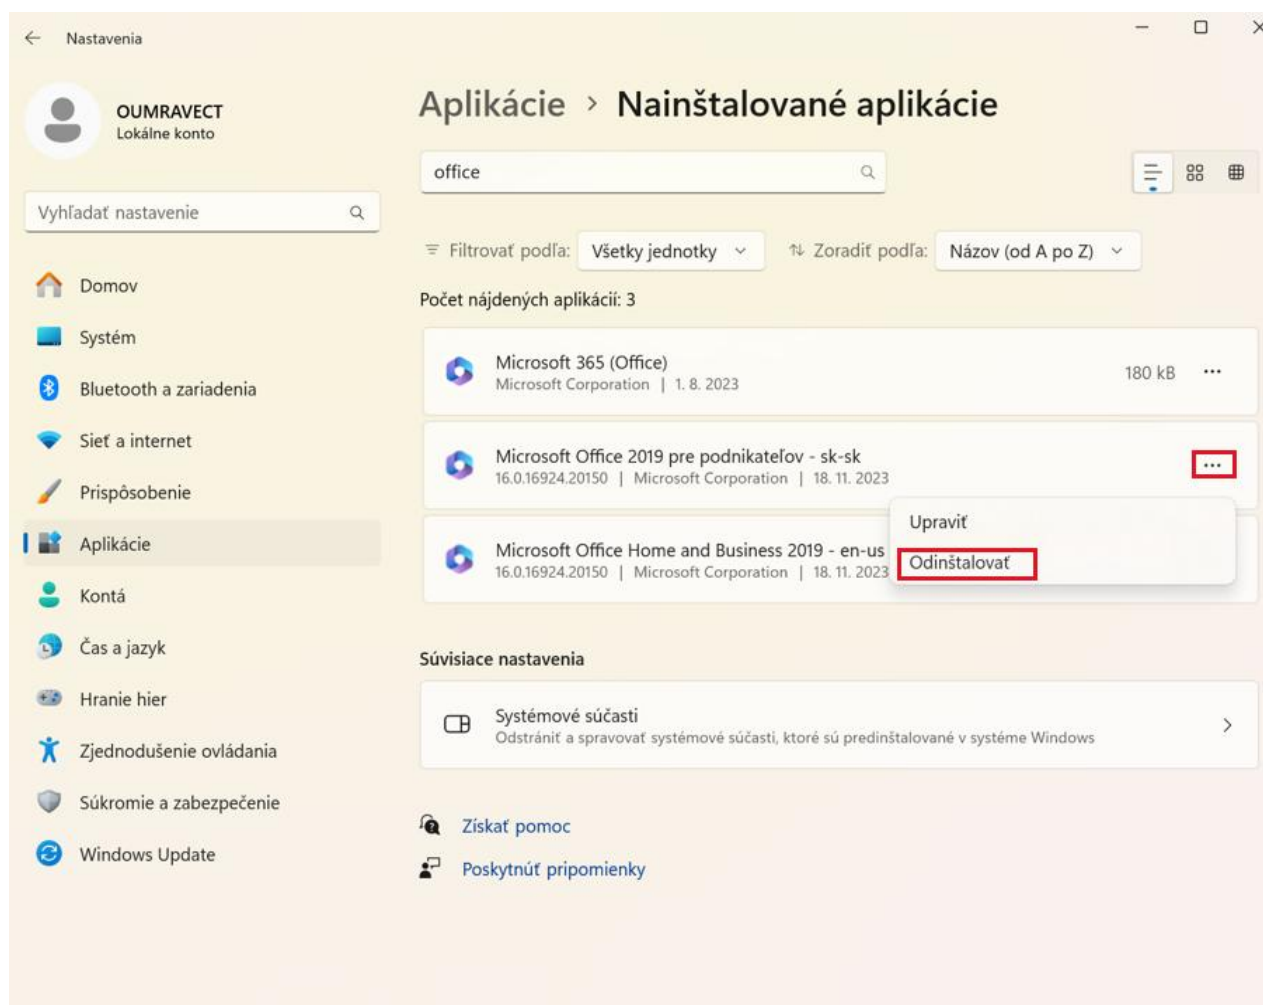 Nastavenia
OUMRAVECT
Lokálne konto
Vyhľadať nastavenie
Domov
Systém
Bluetooth a zariadenia
Sieť a internet
Prispôsobenie
Aplikácie
Kontá
Čas a jazyk
Hranie hier
Zjednodušenie ovládania
Súkromie a zabezpečenie
Windows Update
Aplikácie > Nainštalované aplikácie
office
Filtrovať podľa: Všetky jednotky Zoradiť podľa: Názov (od A po Z)
Počet nájdených aplikácií: 3
Microsoft 365 (Office)
Microsoft Corporation | 1. 8. 2023
180 kB
Microsoft Office 2019 pre podnikateľov - sk-sk
16.0.16924.20150 | Microsoft Corporation | 18. 11. 2023
Upraviť
Odinštalovať
Microsoft Office Home and Business 2019 - en-us
16.0.16924.20150 | Microsoft Corporation | 18. 11. 2023
Súvisiace nastavenia
Systémové súčasti
Odstrániť a spravovať systémové súčasti, ktoré sú predinštalované v systéme Windows
Získať pomoc
Poskytnúť pripomienky